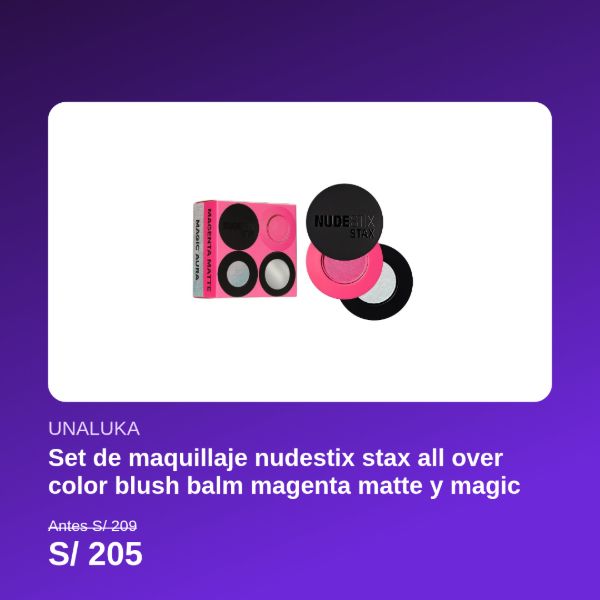 MAGENTA MATTE
MAGIC AURA
NUDESTIX
STAX
UNALUKA
Set de maquillaje nudestix stax all over
color blush balm magenta matte y magic
Antes S/ 209
S/ 205